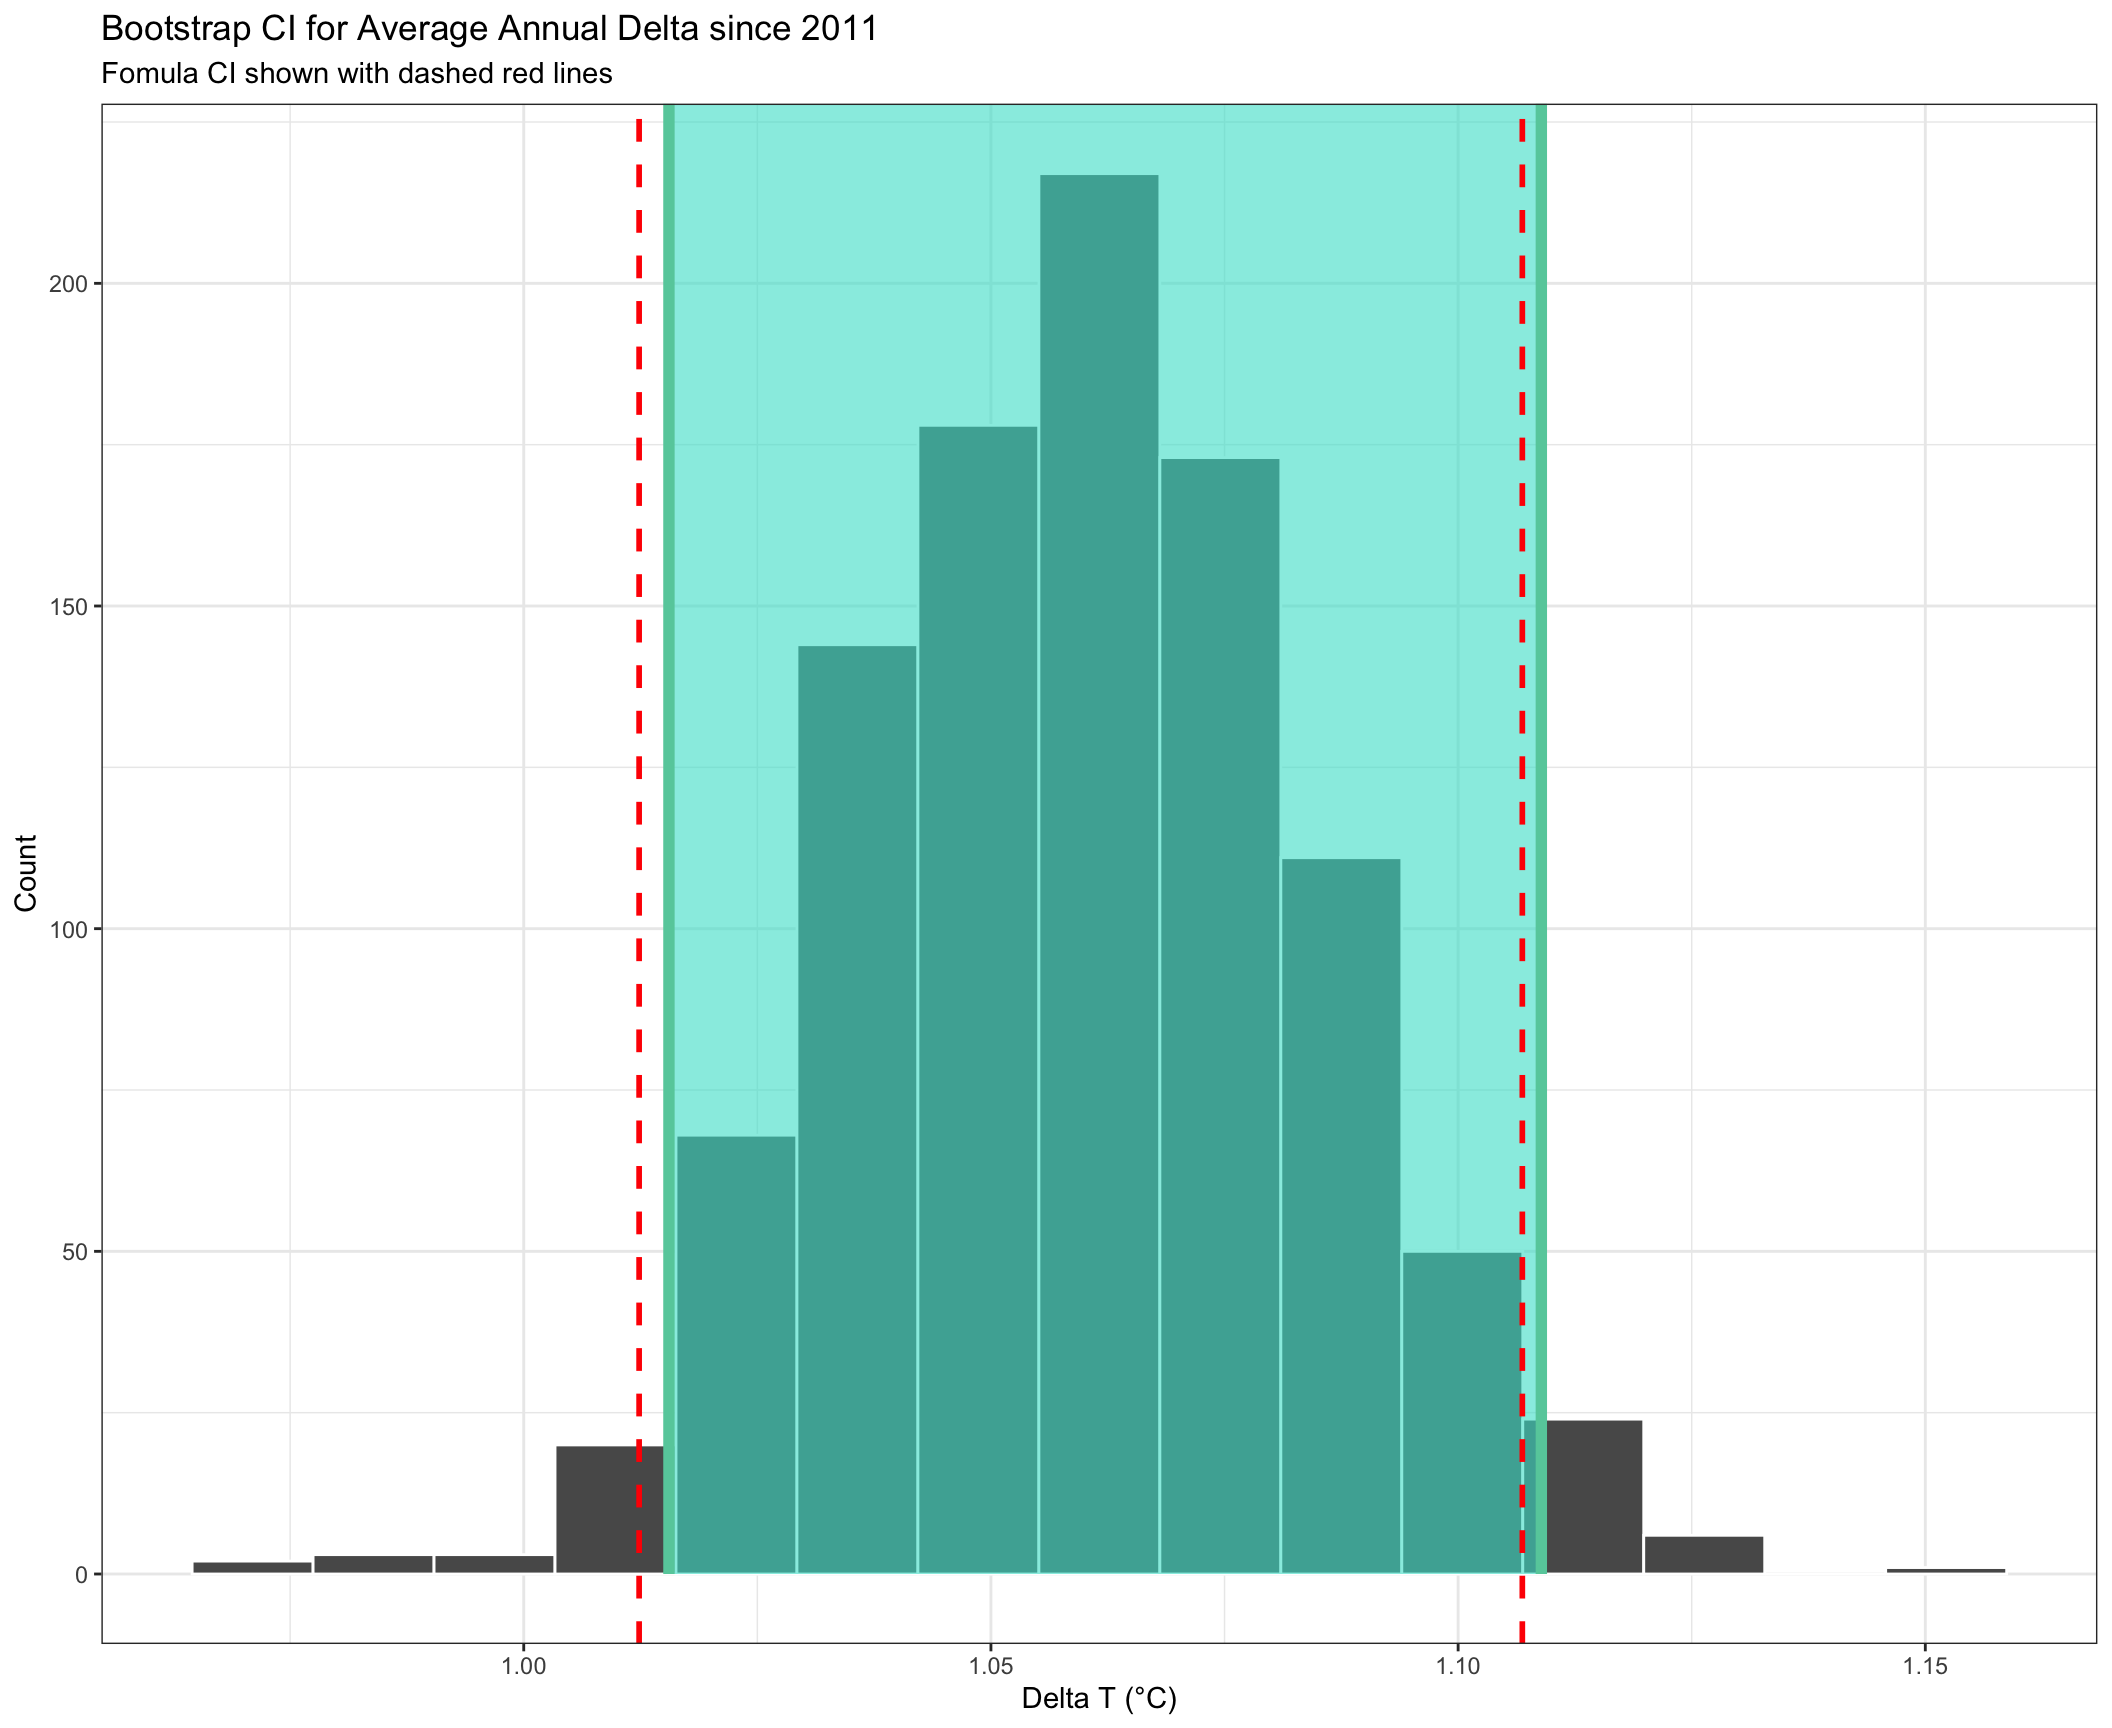 Bootstrap CI for Average Annual Delta since 2011
Fomula CI shown with dashed red lines
Count
200
150
100
50
0
1.00 1.05 1.10 1.15
Delta T (°C)